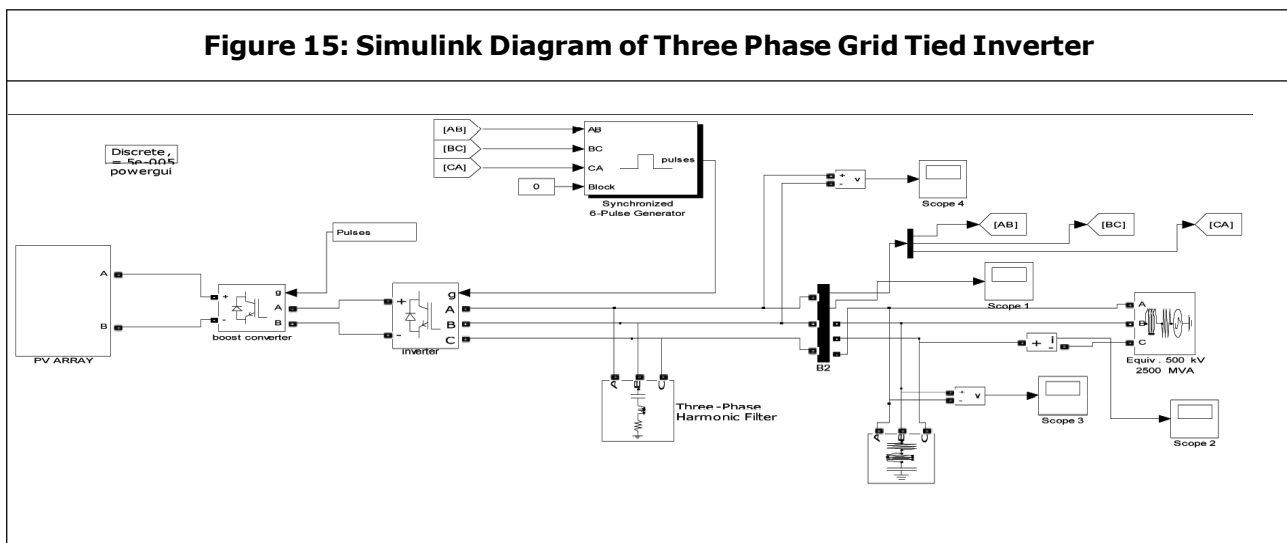 Figure 15: Simulink Diagram of Three Phase Grid Tied Inverter
Discrete,
= 5e-005
powergui
[AB]
[BC]
[CA]
0
AB
BC
CA
Block
pulses
Synchronized
6-Pulse Generator
+
-
v
Scope 4
[AB]
[BC]
[CA]
Pulses
A
B
PV ARRAY
+
-
g
A
B
boost converter
+
-
g
A
B
C
inverter
Scope 1
B2
A
B
C
Equiv. 500 kV
2500 MVA
+
i
-
A
B
C
Three-Phase
Harmonic Filter
+
-
v
Scope 3
Scope 2
A
B
C